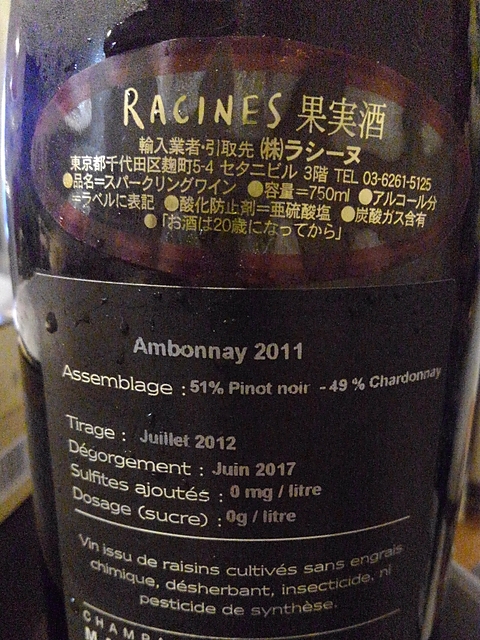 RACINES 果実酒
輸入業者·引取先 ㈱ラシーヌ
東京都千代田区麹町5-4 セタニビル 3階 TEL 03-6261-5125
●品名=スパークリングワイン ●容量=750ml ●アルコール分
=ラベルに表記 ●酸化防止剤=亜硫酸塩 ●炭酸ガス含有
●「お酒は20歳になってから」
Ambonnay 2011
Assemblage : 51% Pinot noir - 49 % Chardonnay
Tirage : Juillet 2012
Dégorgement : Juin 2017
Sulfites ajoutés : 0 mg / litre
Dosage (sucre) : 0g / litre
Vin issu de raisins cultivés sans engrais
chimique, désherbant, insecticide, ni
pesticide de synthèse.
CHAMPA